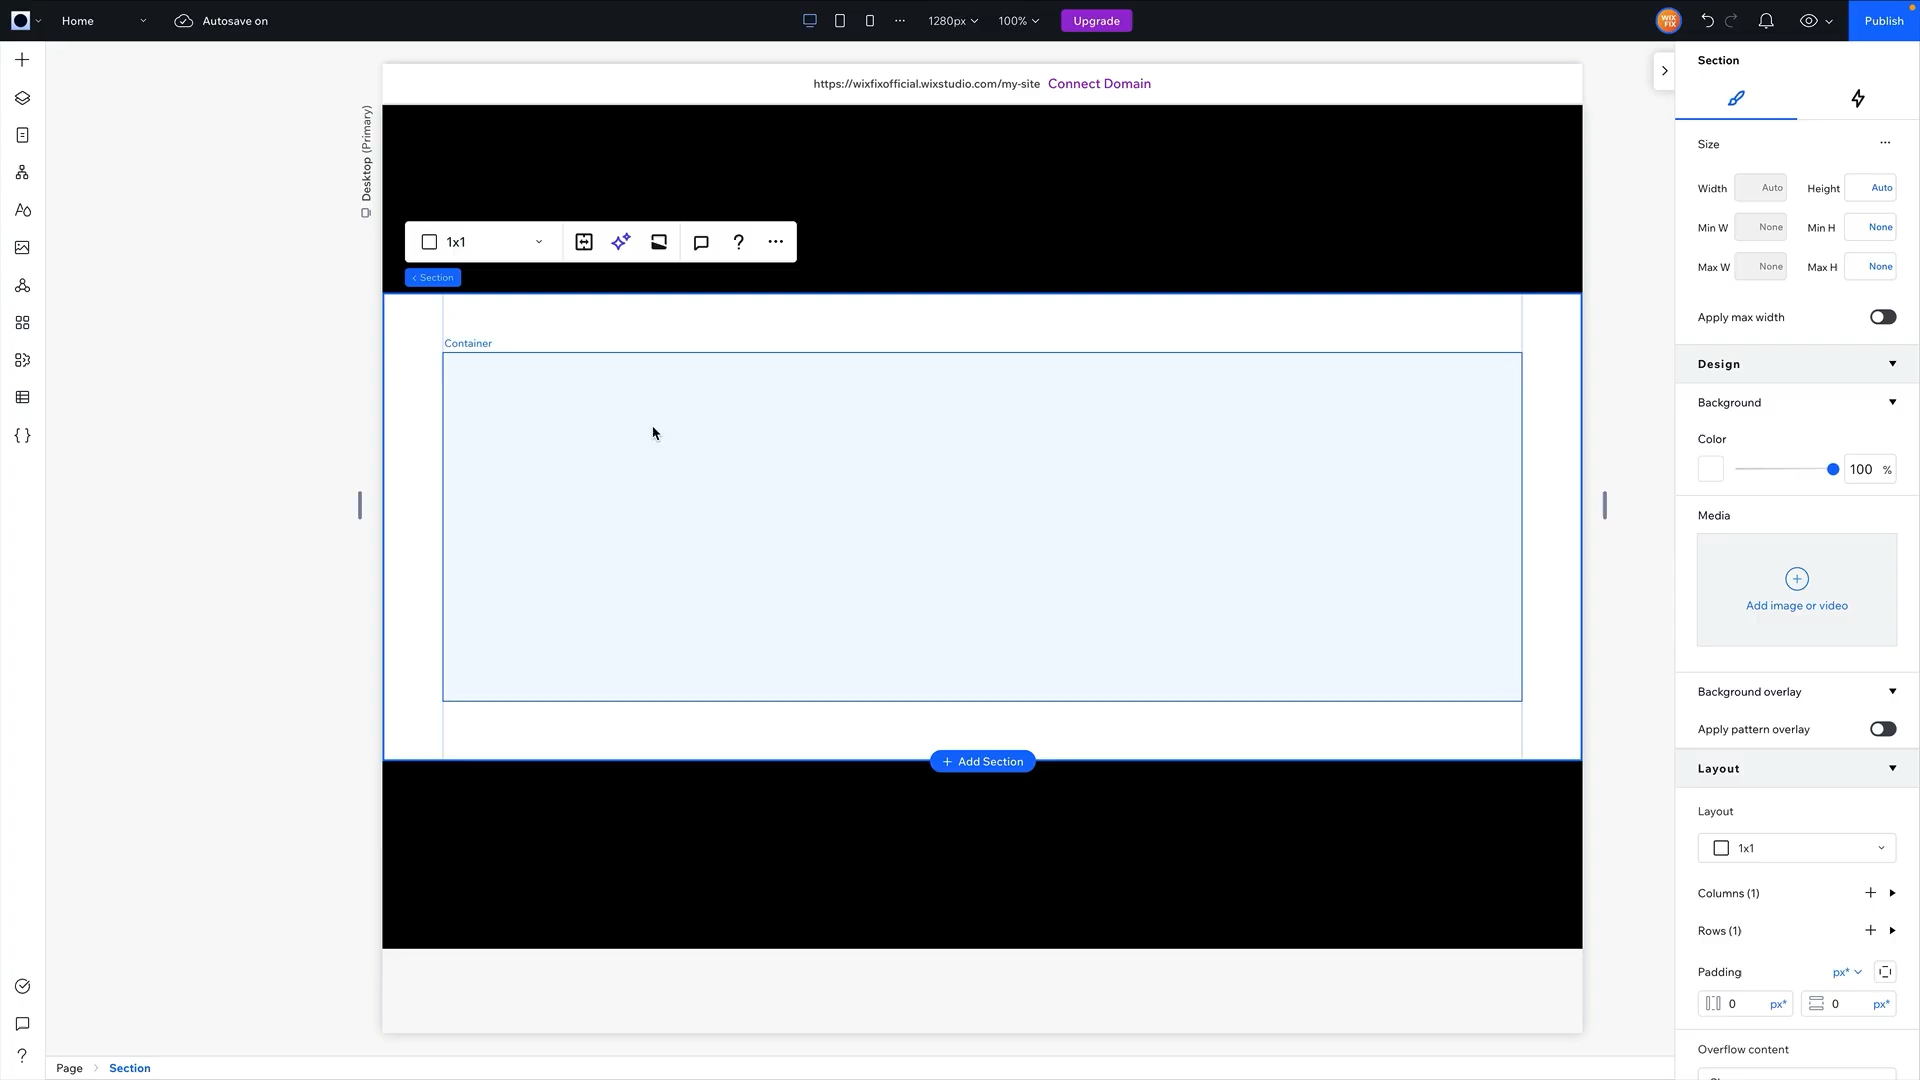 Home
Autosave on
1280px
100%
Upgrade
WIX
FIX
Publish
https://wixfixofficial.wixstudio.com/my-site Connect Domain
Desktop (Primary)
1x1
?
Section
Container
+ Add Section
Section
Size
Width Auto Height Auto
Min W None Min H None
Max W None Max H None
Apply max width
Design
Background
Color
100 %
Media
Add image or video
Background overlay
Apply pattern overlay
Layout
Layout
1x1
Columns (1)
Rows (1)
Padding px*
0 px* 0 px*
Overflow content
?
Page > Section